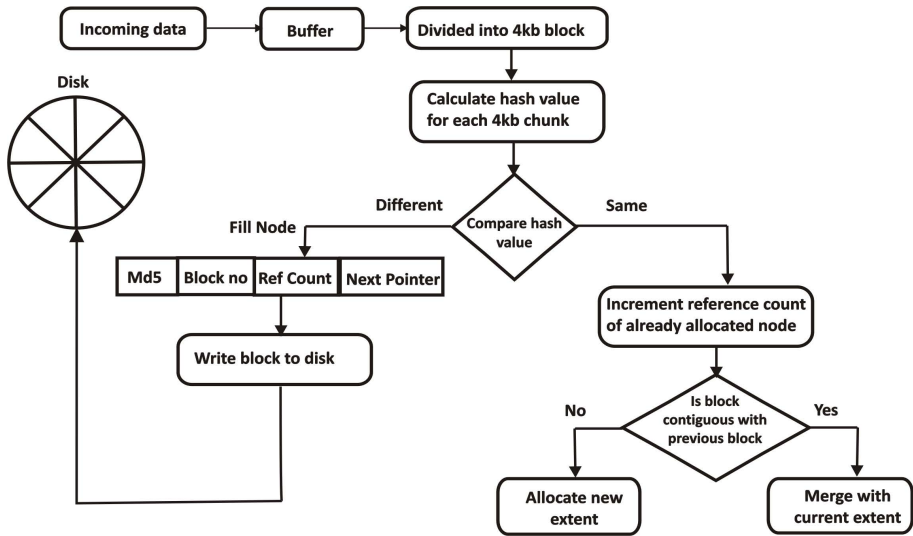 Incoming data
Buffer
Divided into 4kb block
Disk
Calculate hash value
for each 4kb chunk
Different
Same
Compare hash
value
Fill Node
Md5
Block no
Ref Count
Next Pointer
Increment reference count
of already allocated node
Write block to disk
Is block
contiguous with
previous block
No
Yes
Allocate new
extent
Merge with
current extent